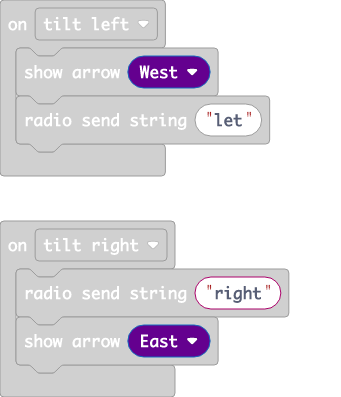 on tilt left
show arrow West
radio send string "let"
on tilt right
radio send string "right"
show arrow East